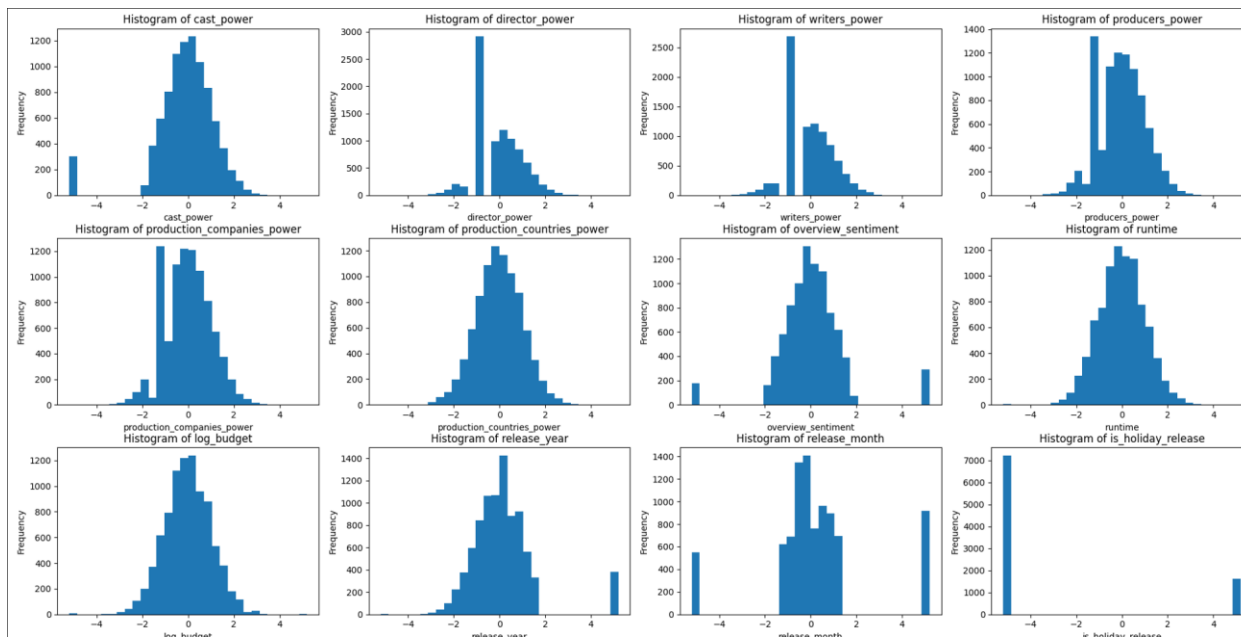 Histogram of cast_power
1200
1000
800
600
400
200
0
Frequency
−4 −2 0 2 4
cast_power
Histogram of director_power
3000
2500
2000
1500
1000
500
0
Frequency
−4 −2 0 2 4
director_power
Histogram of writers_power
2500
2000
1500
1000
500
0
Frequency
−4 −2 0 2 4
writers_power
Histogram of producers_power
1400
1200
1000
800
600
400
200
0
Frequency
−4 −2 0 2 4
producers_power
Histogram of production_companies_power
1200
1000
800
600
400
200
0
Frequency
−4 −2 0 2 4
production_companies_power
Histogram of production_countries_power
1200
1000
800
600
400
200
0
Frequency
−4 −2 0 2 4
production_countries_power
Histogram of overview_sentiment
1200
1000
800
600
400
200
0
Frequency
−4 −2 0 2 4
overview_sentiment
Histogram of runtime
1200
1000
800
600
400
200
0
Frequency
−4 −2 0 2 4
runtime
Histogram of log_budget
1200
1000
800
600
400
200
0
Frequency
−4 −2 0 2 4
log_budget
Histogram of release_year
1400
1200
1000
800
600
400
200
0
Frequency
−4 −2 0 2 4
release_year
Histogram of release_month
1400
1200
1000
800
600
400
200
0
Frequency
−4 −2 0 2 4
release_month
Histogram of is_holiday_release
7000
6000
5000
4000
3000
2000
1000
0
Frequency
−4 −2 0 2 4
is_holiday_release